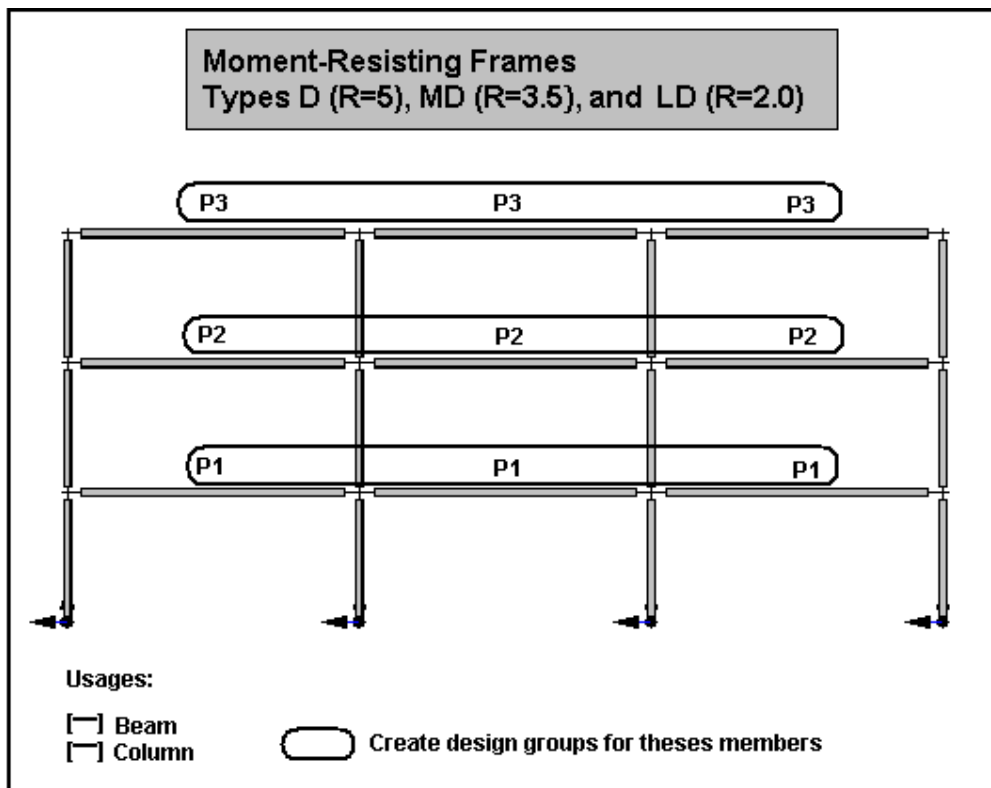 Moment-Resisting Frames
Types D (R=5), MD (R=3.5), and LD (R=2.0)
P3 P3 P3
P2 P2 P2
P1 P1 P1
Usages:
[—] Beam
[—] Column
Create design groups for theses members